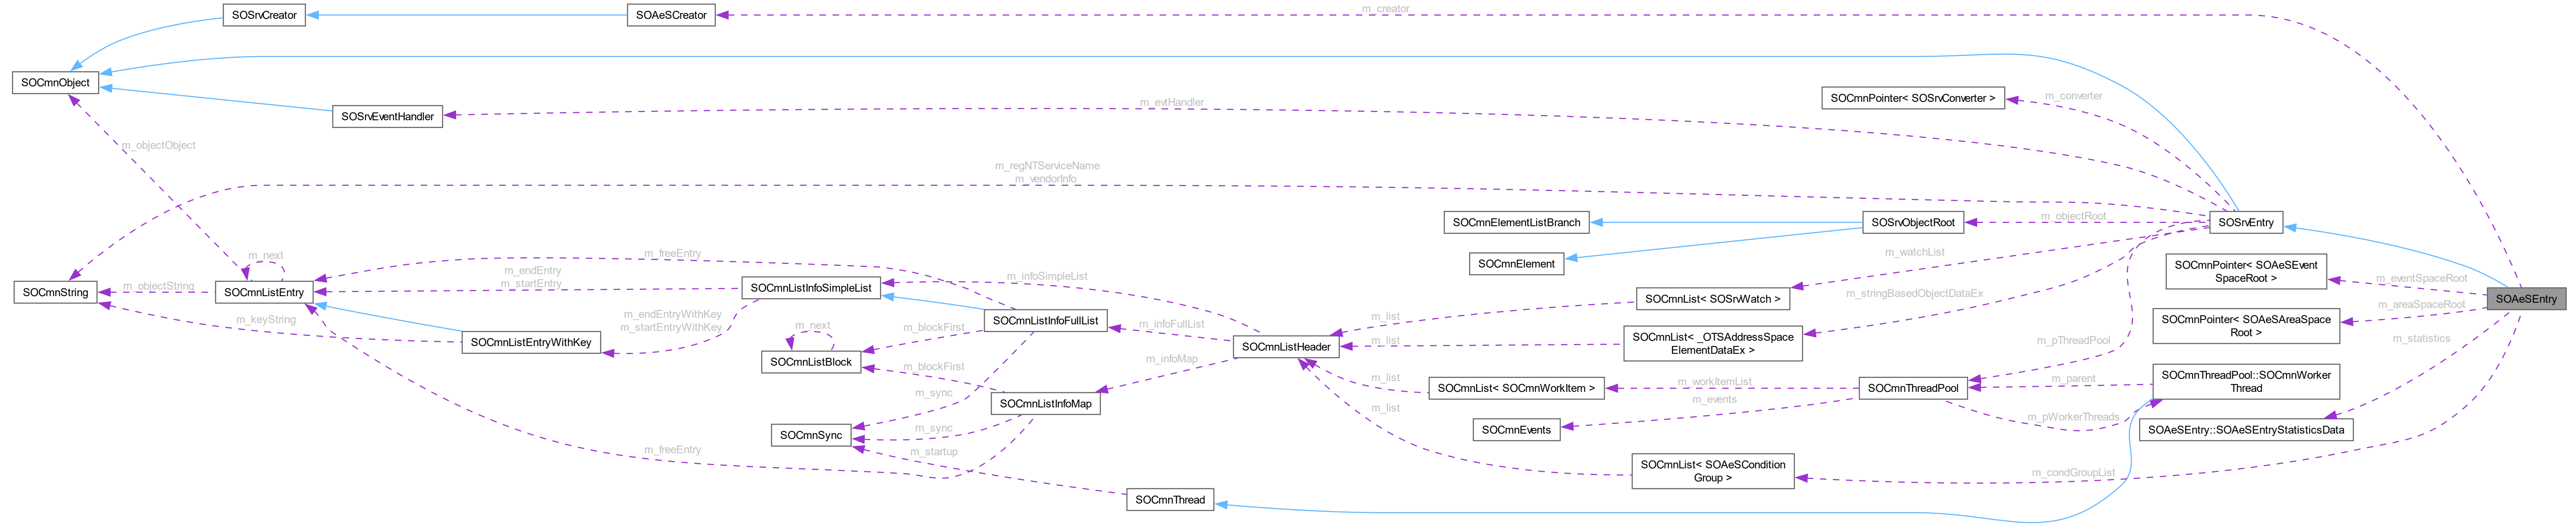 SOSrvCreator
SOAeSCreator
m_creator
SOCmnObject
SOSrvEventHandler
m_evtHandler
SOCmnPointer< SOSrvConverter >
m_converter
m_objectObject
m_regNTServiceName
m_vendorInfo
SOCmnElementListBranch
SOSrvObjectRoot
m_objectRoot
SOSrvEntry
SOCmnElement
m_watchList
SOCmnPointer< SOAeSEvent
SpaceRoot >
m_eventSpaceRoot
SOAeSEntry
m_next
m_freeEntry
SOCmnString
m_objectString
SOCmnListEntry
m_endEntry
m_startEntry
SOCmnListInfoSimpleList
m_infoSimpleList
SOCmnList< SOSrvWatch >
m_stringBasedObjectDataEx
m_areaSpaceRoot
SOCmnPointer< SOAeSAreaSpace
Root >
m_keyString
m_endEntryWithKey
m_startEntryWithKey
SOCmnListInfoFullList
m_infoFullList
m_list
SOCmnListEntryWithKey
m_next
m_blockFirst
SOCmnListBlock
SOCmnListHeader
m_list
SOCmnList< _OTSAddressSpace
ElementDataEx >
m_pThreadPool
m_statistics
m_blockFirst
m_infoMap
m_list
SOCmnList< SOCmnWorkItem >
m_workItemList
SOCmnThreadPool
m_parent
SOCmnThreadPool::SOCmnWorker
Thread
m_sync
SOCmnListInfoMap
m_list
m_events
m_pWorkerThreads
SOCmnSync
m_sync
SOCmnEvents
SOAeSEntry::SOAeSEntryStatisticsData
m_freeEntry
m_startup
SOCmnList< SOAeSCondition
Group >
m_condGroupList
SOCmnThread